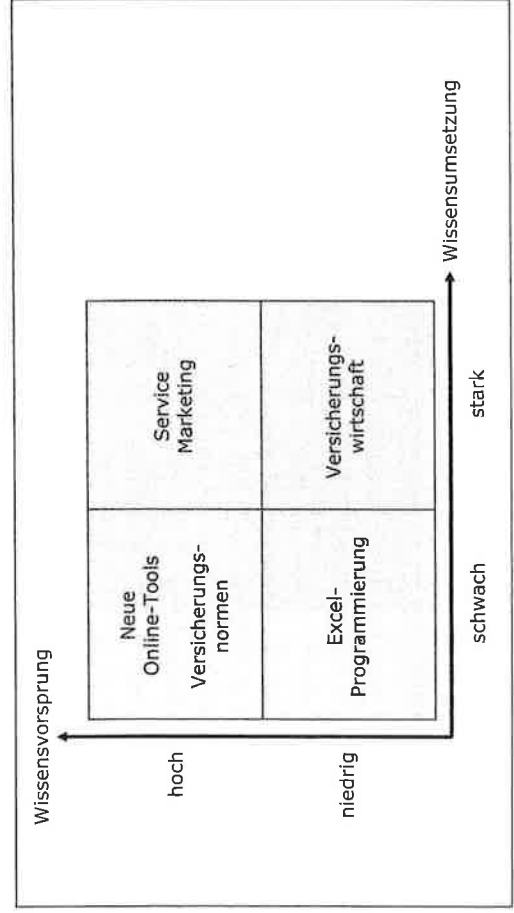 Wissensvorsprung
hoch
niedrig
Neue
Online-Tools
Versicherungs-
normen
Service
Marketing
Excel-
Programmierung
Versicherungs-
wirtschaft
schwach
stark
Wissensumsetzung